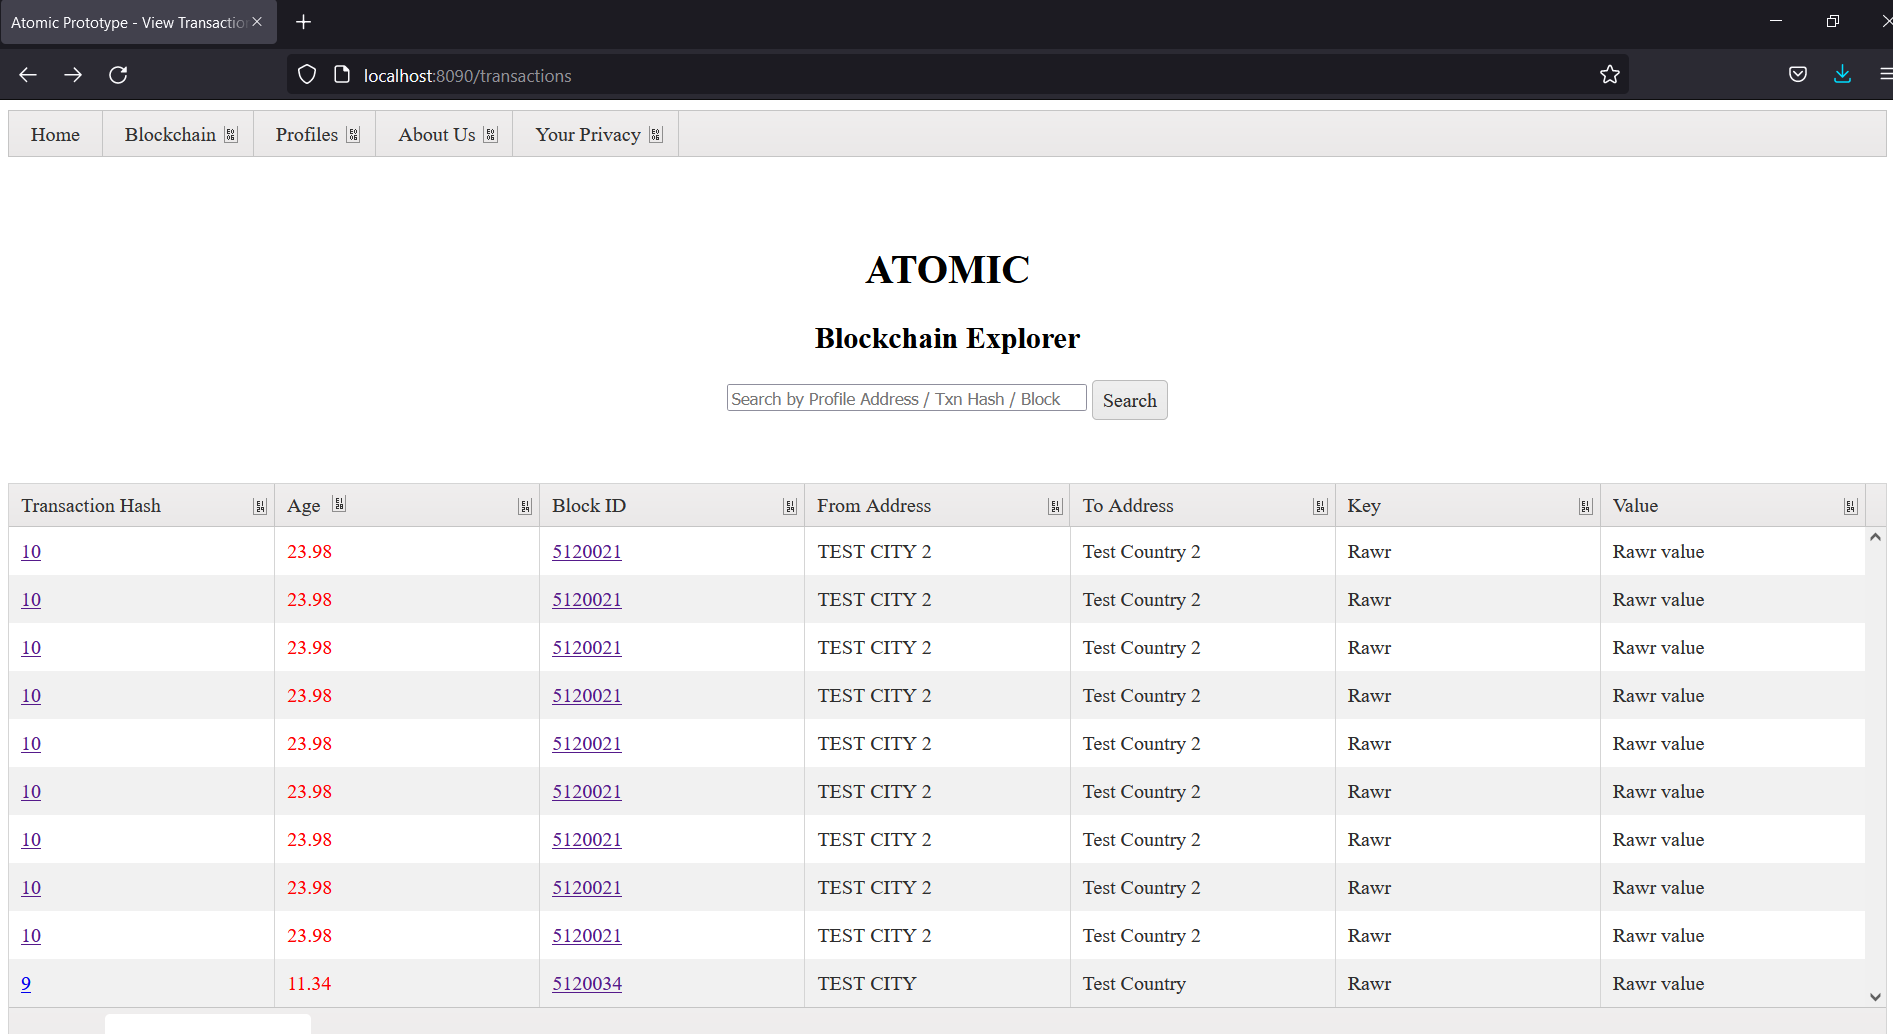 Atomic Prototype - View Transactio
localhost:8090/transactions
Home Blockchain Profiles About Us Your Privacy
ATOMIC
Blockchain Explorer
Search by Profile Address / Txn Hash / Block Search
Transaction Hash Age Block ID From Address To Address Key Value
10 23.98 5120021 TEST CITY 2 Test Country 2 Rawr Rawr value
10 23.98 5120021 TEST CITY 2 Test Country 2 Rawr Rawr value
10 23.98 5120021 TEST CITY 2 Test Country 2 Rawr Rawr value
10 23.98 5120021 TEST CITY 2 Test Country 2 Rawr Rawr value
10 23.98 5120021 TEST CITY 2 Test Country 2 Rawr Rawr value
10 23.98 5120021 TEST CITY 2 Test Country 2 Rawr Rawr value
10 23.98 5120021 TEST CITY 2 Test Country 2 Rawr Rawr value
10 23.98 5120021 TEST CITY 2 Test Country 2 Rawr Rawr value
10 23.98 5120021 TEST CITY 2 Test Country 2 Rawr Rawr value
9 11.34 5120034 TEST CITY Test Country Rawr Rawr value